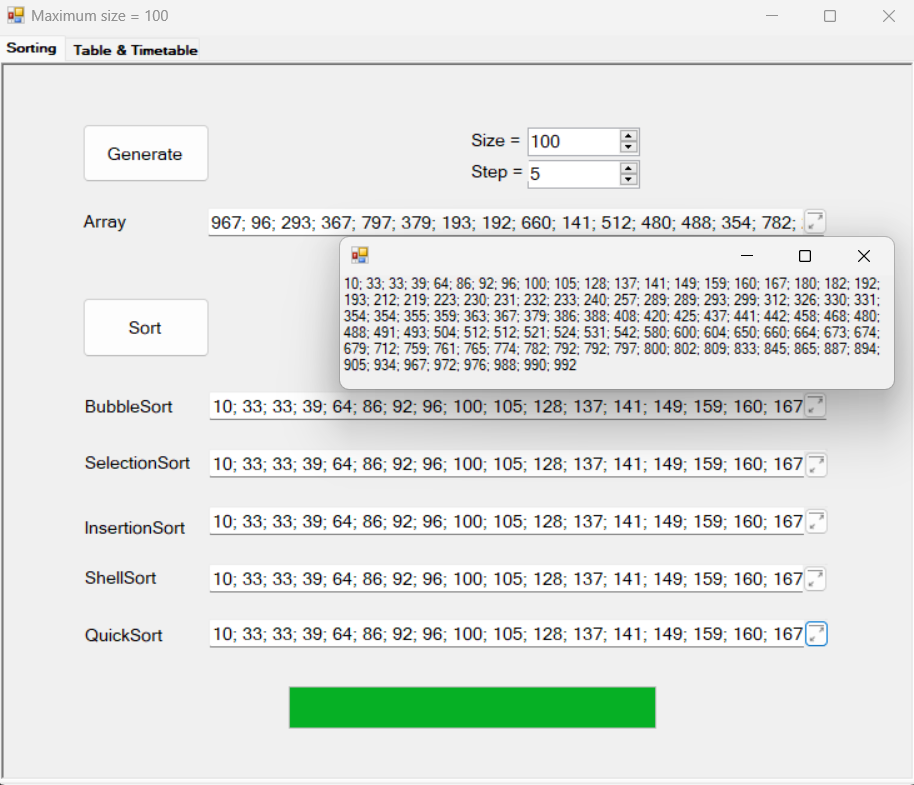 Maximum size = 100
Sorting
Table & Timetable
Generate
Size = 100
Step = 5
Array
967; 96; 293; 367; 797; 379; 193; 192; 660; 141; 512; 480; 488; 354; 782;
10; 33; 33; 39; 64; 86; 92; 96; 100; 105; 128; 137; 141; 149; 159; 160; 167; 180; 182; 192;
193; 212; 219; 223; 230; 231; 232; 233; 240; 257; 289; 289; 293; 299; 312; 326; 330; 331;
354; 354; 355; 359; 363; 367; 379; 386; 388; 408; 420; 425; 437; 441; 442; 458; 468; 480;
488; 491; 493; 504; 512; 512; 521; 524; 531; 542; 580; 600; 604; 650; 660; 664; 673; 674;
679; 712; 759; 761; 765; 774; 782; 792; 792; 797; 800; 802; 809; 833; 845; 865; 887; 894;
905; 934; 967; 972; 976; 988; 990; 992
Sort
BubbleSort
10; 33; 33; 39; 64; 86; 92; 96; 100; 105; 128; 137; 141; 149; 159; 160; 167
SelectionSort
10; 33; 33; 39; 64; 86; 92; 96; 100; 105; 128; 137; 141; 149; 159; 160; 167
InsertionSort
10; 33; 33; 39; 64; 86; 92; 96; 100; 105; 128; 137; 141; 149; 159; 160; 167
ShellSort
10; 33; 33; 39; 64; 86; 92; 96; 100; 105; 128; 137; 141; 149; 159; 160; 167
QuickSort
10; 33; 33; 39; 64; 86; 92; 96; 100; 105; 128; 137; 141; 149; 159; 160; 167